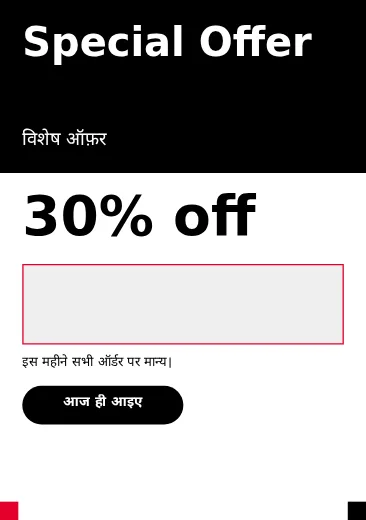 Special Offer
विशेष ऑफ़र
30% off
इस महीने सभी ऑर्डर पर मान्य|
आज ही आइए